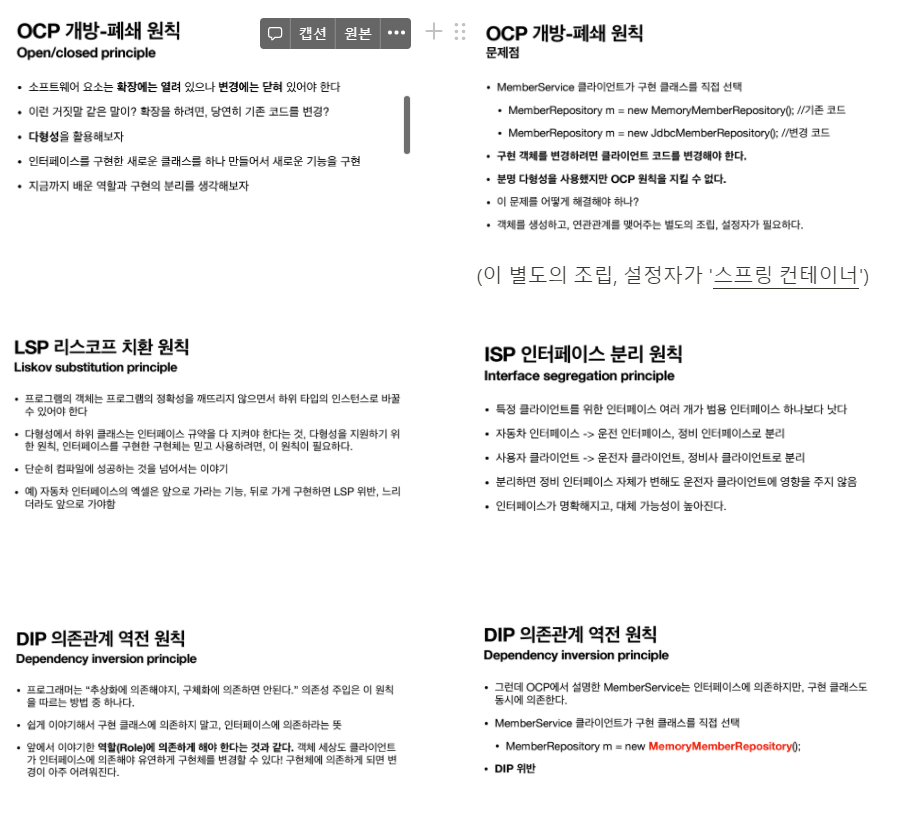 OCP 개방-폐쇄 원칙
Open/closed principle
캡션
원본
•••
• 소프트웨어 요소는 확장에는 열려 있으나 변경에는 닫혀 있어야 한다
• 이런 거짓말 같은 말이? 확장을 하려면, 당연히 기존 코드를 변경?
• 다형성을 활용해보자
• 인터페이스를 구현한 새로운 클래스를 하나 만들어서 새로운 기능을 구현
• 지금까지 배운 역할과 구현의 분리를 생각해보자
OCP 개방-폐쇄 원칙
문제점
• MemberService 클라이언트가 구현 클래스를 직접 선택
• MemberRepository m = new MemoryMemberRepository(); //기존 코드
• MemberRepository m = new JdbcMemberRepository(); //변경 코드
• 구현 객체를 변경하려면 클라이언트 코드를 변경해야 한다.
• 분명 다형성을 사용했지만 OCP 원칙을 지킬 수 없다.
• 이 문제를 어떻게 해결해야 하나?
• 객체를 생성하고, 연관관계를 맺어주는 별도의 조립, 설정자가 필요하다.
(이 별도의 조립, 설정자가 '스프링 컨테이너')
LSP 리스코프 치환 원칙
Liskov substitution principle
• 프로그램의 객체는 프로그램의 정확성을 깨뜨리지 않으면서 하위 타입의 인스턴스로 바꿀
수 있어야 한다
• 다형성에서 하위 클래스는 인터페이스 규약을 다 지켜야 한다는 것, 다형성을 지원하기 위
한 원칙, 인터페이스를 구현한 구현체는 믿고 사용하려면, 이 원칙이 필요하다.
• 단순히 컴파일에 성공하는 것을 넘어서는 이야기
• 예) 자동차 인터페이스의 엑셀은 앞으로 가라는 기능, 뒤로 가게 구현하면 LSP 위반, 느리
더라도 앞으로 가야함
ISP 인터페이스 분리 원칙
Interface segregation principle
• 특정 클라이언트를 위한 인터페이스 여러 개가 범용 인터페이스 하나보다 낫다
• 자동차 인터페이스 -> 운전 인터페이스, 정비 인터페이스로 분리
• 사용자 클라이언트 -> 운전자 클라이언트, 정비사 클라이언트로 분리
• 분리하면 정비 인터페이스 자체가 변해도 운전자 클라이언트에 영향을 주지 않음
• 인터페이스가 명확해지고, 대체 가능성이 높아진다.
DIP 의존관계 역전 원칙
Dependency inversion principle
• 프로그래머는 “추상화에 의존해야지, 구체화에 의존하면 안된다.” 의존성 주입은 이 원칙
을 따르는 방법 중 하나다.
• 쉽게 이야기해서 구현 클래스에 의존하지 말고, 인터페이스에 의존하라는 뜻
• 앞에서 이야기한 역할(Role)에 의존하게 해야 한다는 것과 같다. 객체 세상도 클라이언트
가 인터페이스에 의존해야 유연하게 구현체를 변경할 수 있다! 구현체에 의존하게 되면 변
경이 아주 어려워진다.
DIP 의존관계 역전 원칙
Dependency inversion principle
• 그런데 OCP에서 설명한 MemberService는 인터페이스에 의존하지만, 구현 클래스도
동시에 의존한다.
• MemberService 클라이언트가 구현 클래스를 직접 선택
• MemberRepository m = new MemoryMemberRepository();
• DIP 위반